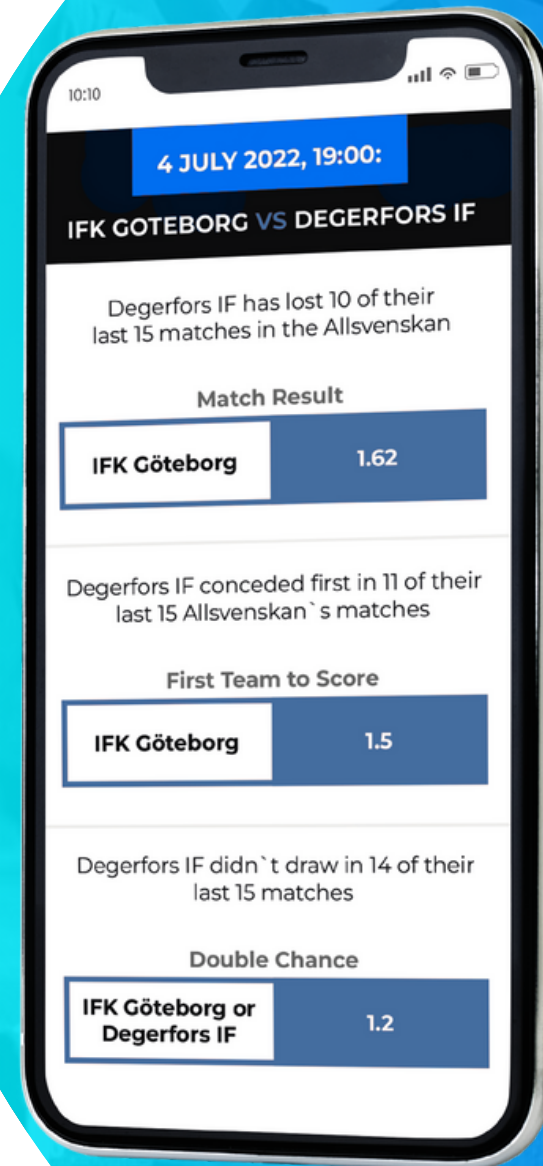 10:10
4 JULY 2022, 19:00:
IFK GOTEBORG VS DEGERFORS IF
Degerfors IF has lost 10 of their
last 15 matches in the Allsvenskan
Match Result
IFK Göteborg 1.62
Degerfors IF conceded first in 11 of their
last 15 Allsvenskan`s matches
First Team to Score
IFK Göteborg 1.5
Degerfors IF didn`t draw in 14 of their
last 15 matches
Double Chance
IFK Göteborg or
Degerfors IF 1.2